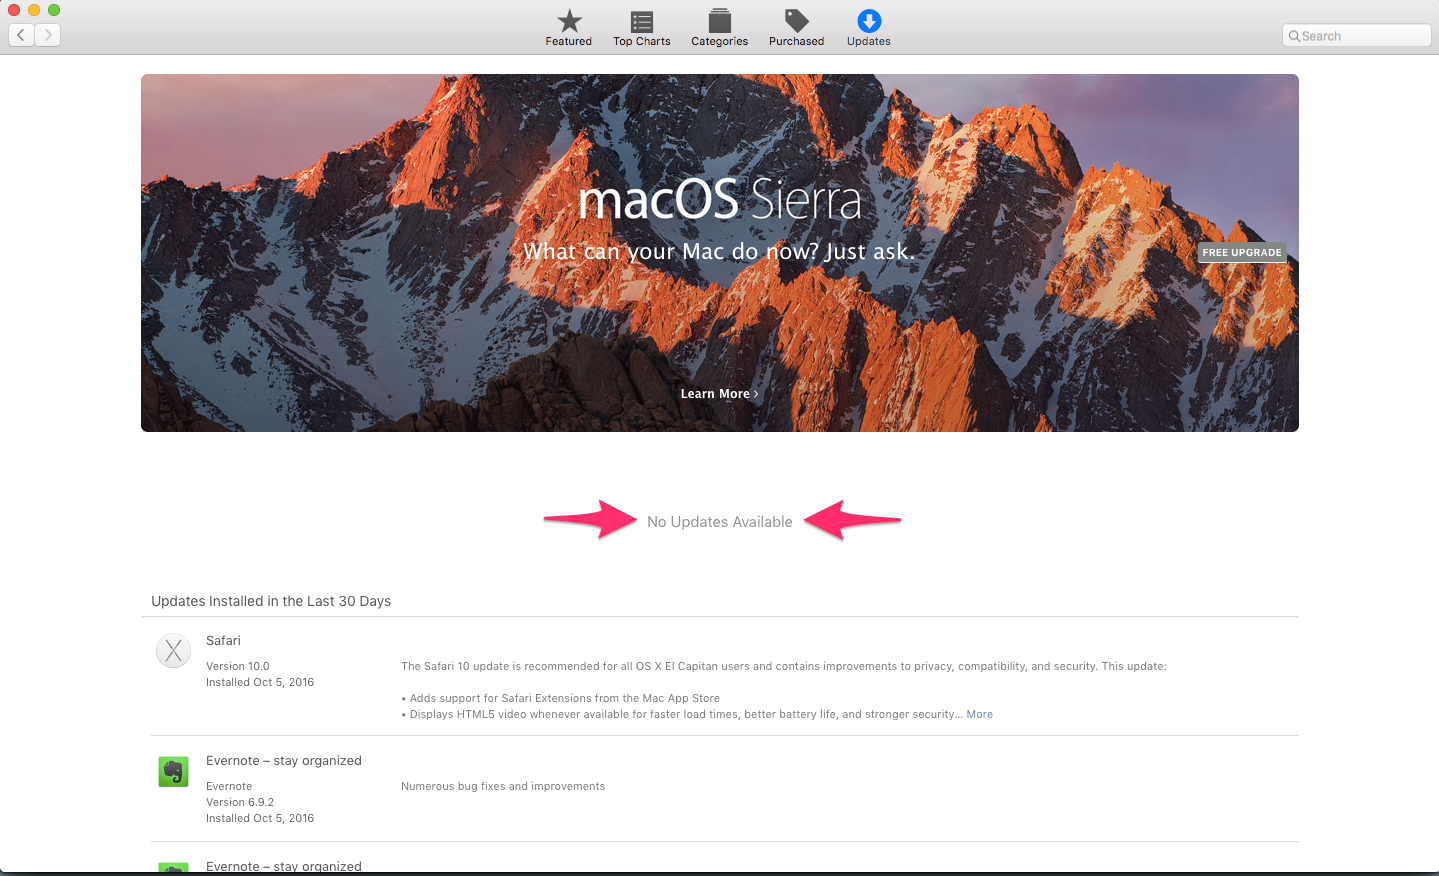 Featured
Top Charts
Categories
Purchased
Updates
Search
macOS Sierra
What can your Mac do now? Just ask.
FREE UPGRADE
Learn More ›
No Updates Available
Updates Installed in the Last 30 Days
Safari
Version 10.0
Installed Oct 5, 2016
The Safari 10 update is recommended for all OS X El Capitan users and contains improvements to privacy, compatibility, and security. This update:
• Adds support for Safari Extensions from the Mac App Store
• Displays HTML5 video whenever available for faster load times, better battery life, and stronger security... More
Evernote – stay organized
Evernote
Version 6.9.2
Installed Oct 5, 2016
Numerous bug fixes and improvements
Evernote – stay organized